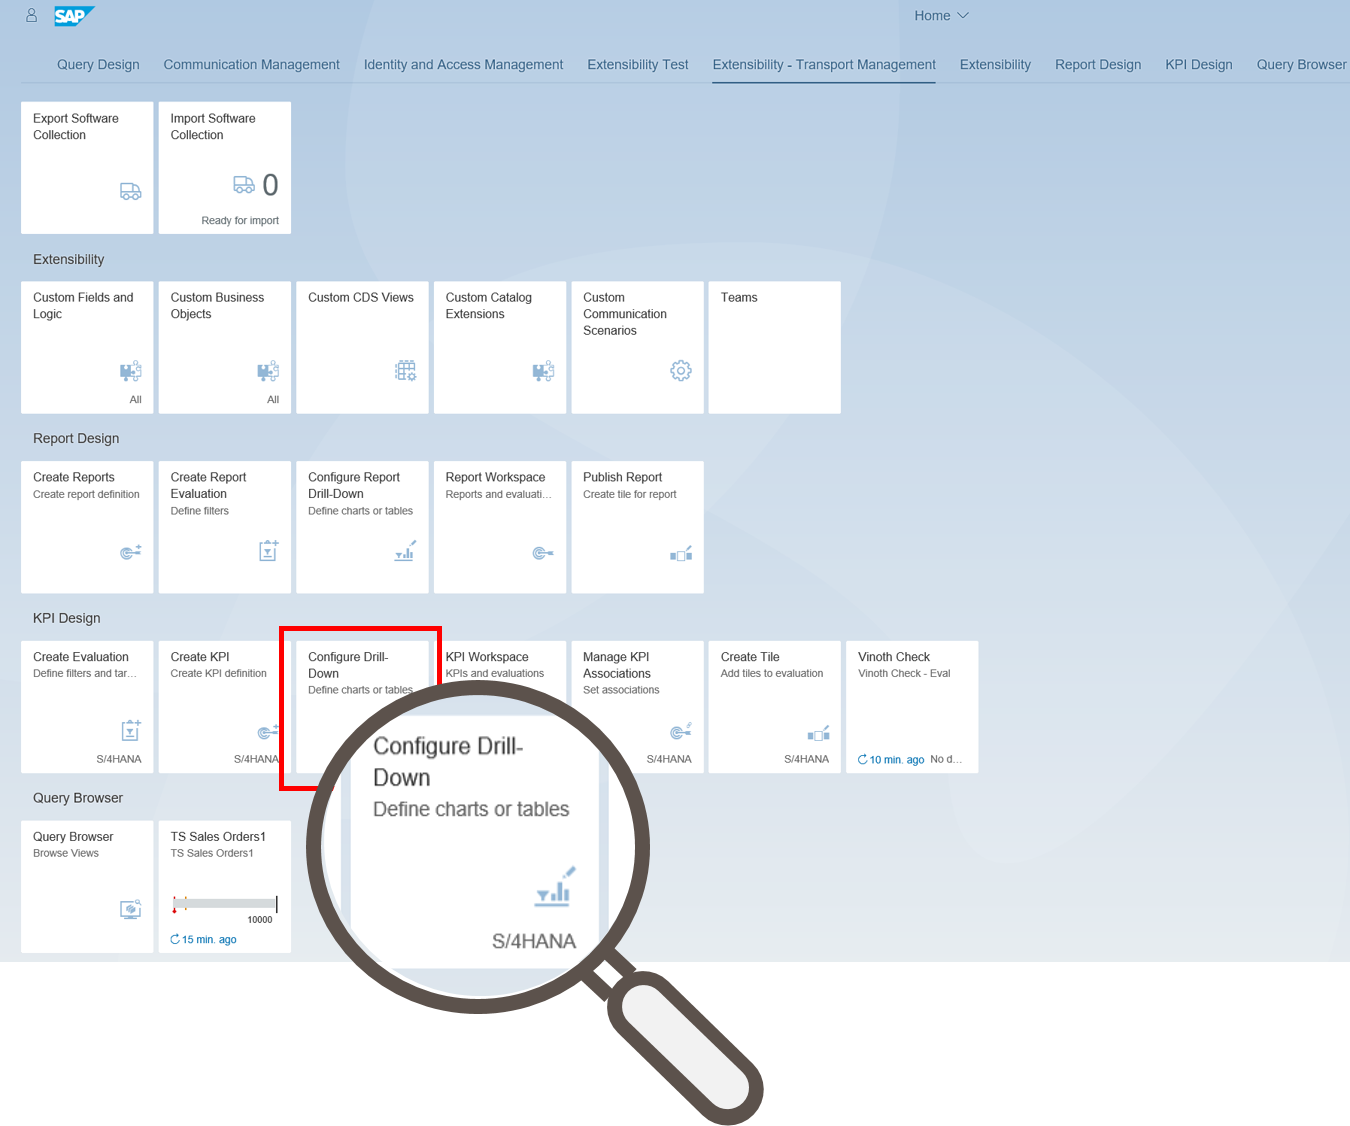 SAP
Home
Query Design Communication Management Identity and Access Management Extensibility Test Extensibility - Transport Management Extensibility Report Design KPI Design Query Browser
Export Software
Collection
Import Software
Collection
0
Ready for import
Extensibility
Custom Fields and
Logic
All
Custom Business
Objects
All
Custom CDS Views
Custom Catalog
Extensions
Custom
Communication
Scenarios
Teams
Report Design
Create Reports
Create report definition
Create Report
Evaluation
Define filters
Configure Report
Drill-Down
Define charts or tables
Report Workspace
Reports and evaluati...
Publish Report
Create tile for report
KPI Design
Create Evaluation
Define filters and tar...
S/4HANA
Create KPI
Create KPI definition
S/4HANA
Configure Drill-
Down
Define charts or tables
KPI Workspace
KPIs and evaluations
Manage KPI
Associations
Set associations
S/4HANA
Create Tile
Add tiles to evaluation
S/4HANA
Vinoth Check
Vinoth Check - Eval
10 min. ago No d...
Configure Drill-
Down
Define charts or tables
S/4HANA
Query Browser
Query Browser
Browse Views
TS Sales Orders1
TS Sales Orders1
10000
15 min. ago